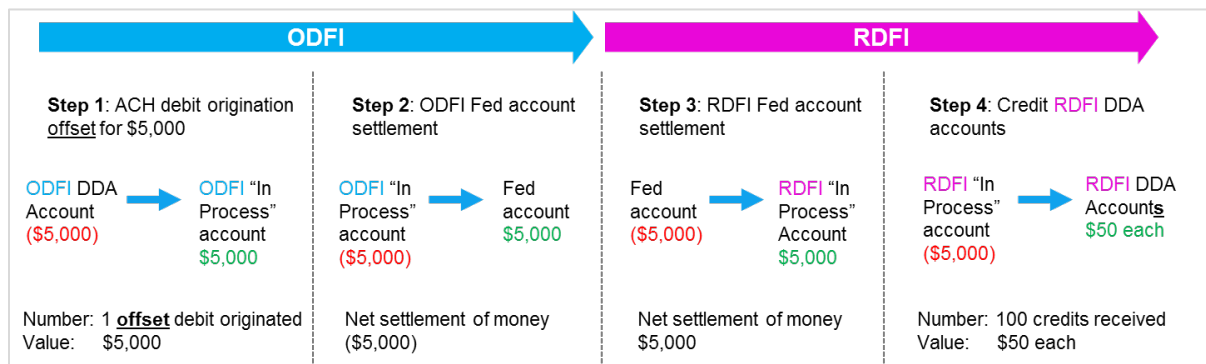 ODFI
RDFI
Step 1: ACH debit origination
offset for $5,000
Step 2: ODFI Fed account
settlement
Step 3: RDFI Fed account
settlement
Step 4: Credit RDFI DDA
accounts
ODFI DDA
Account
($5,000)
ODFI “In
Process”
account
$5,000
ODFI “In
Process”
account
($5,000)
Fed
account
$5,000
Fed
account
($5,000)
RDFI “In
Process”
Account
$5,000
RDFI “In
Process”
account
($5,000)
RDFI DDA
Accounts
$50 each
Number: 1 offset debit originated
Value: $5,000
Net settlement of money
($5,000)
Net settlement of money
$5,000
Number: 100 credits received
Value: $50 each